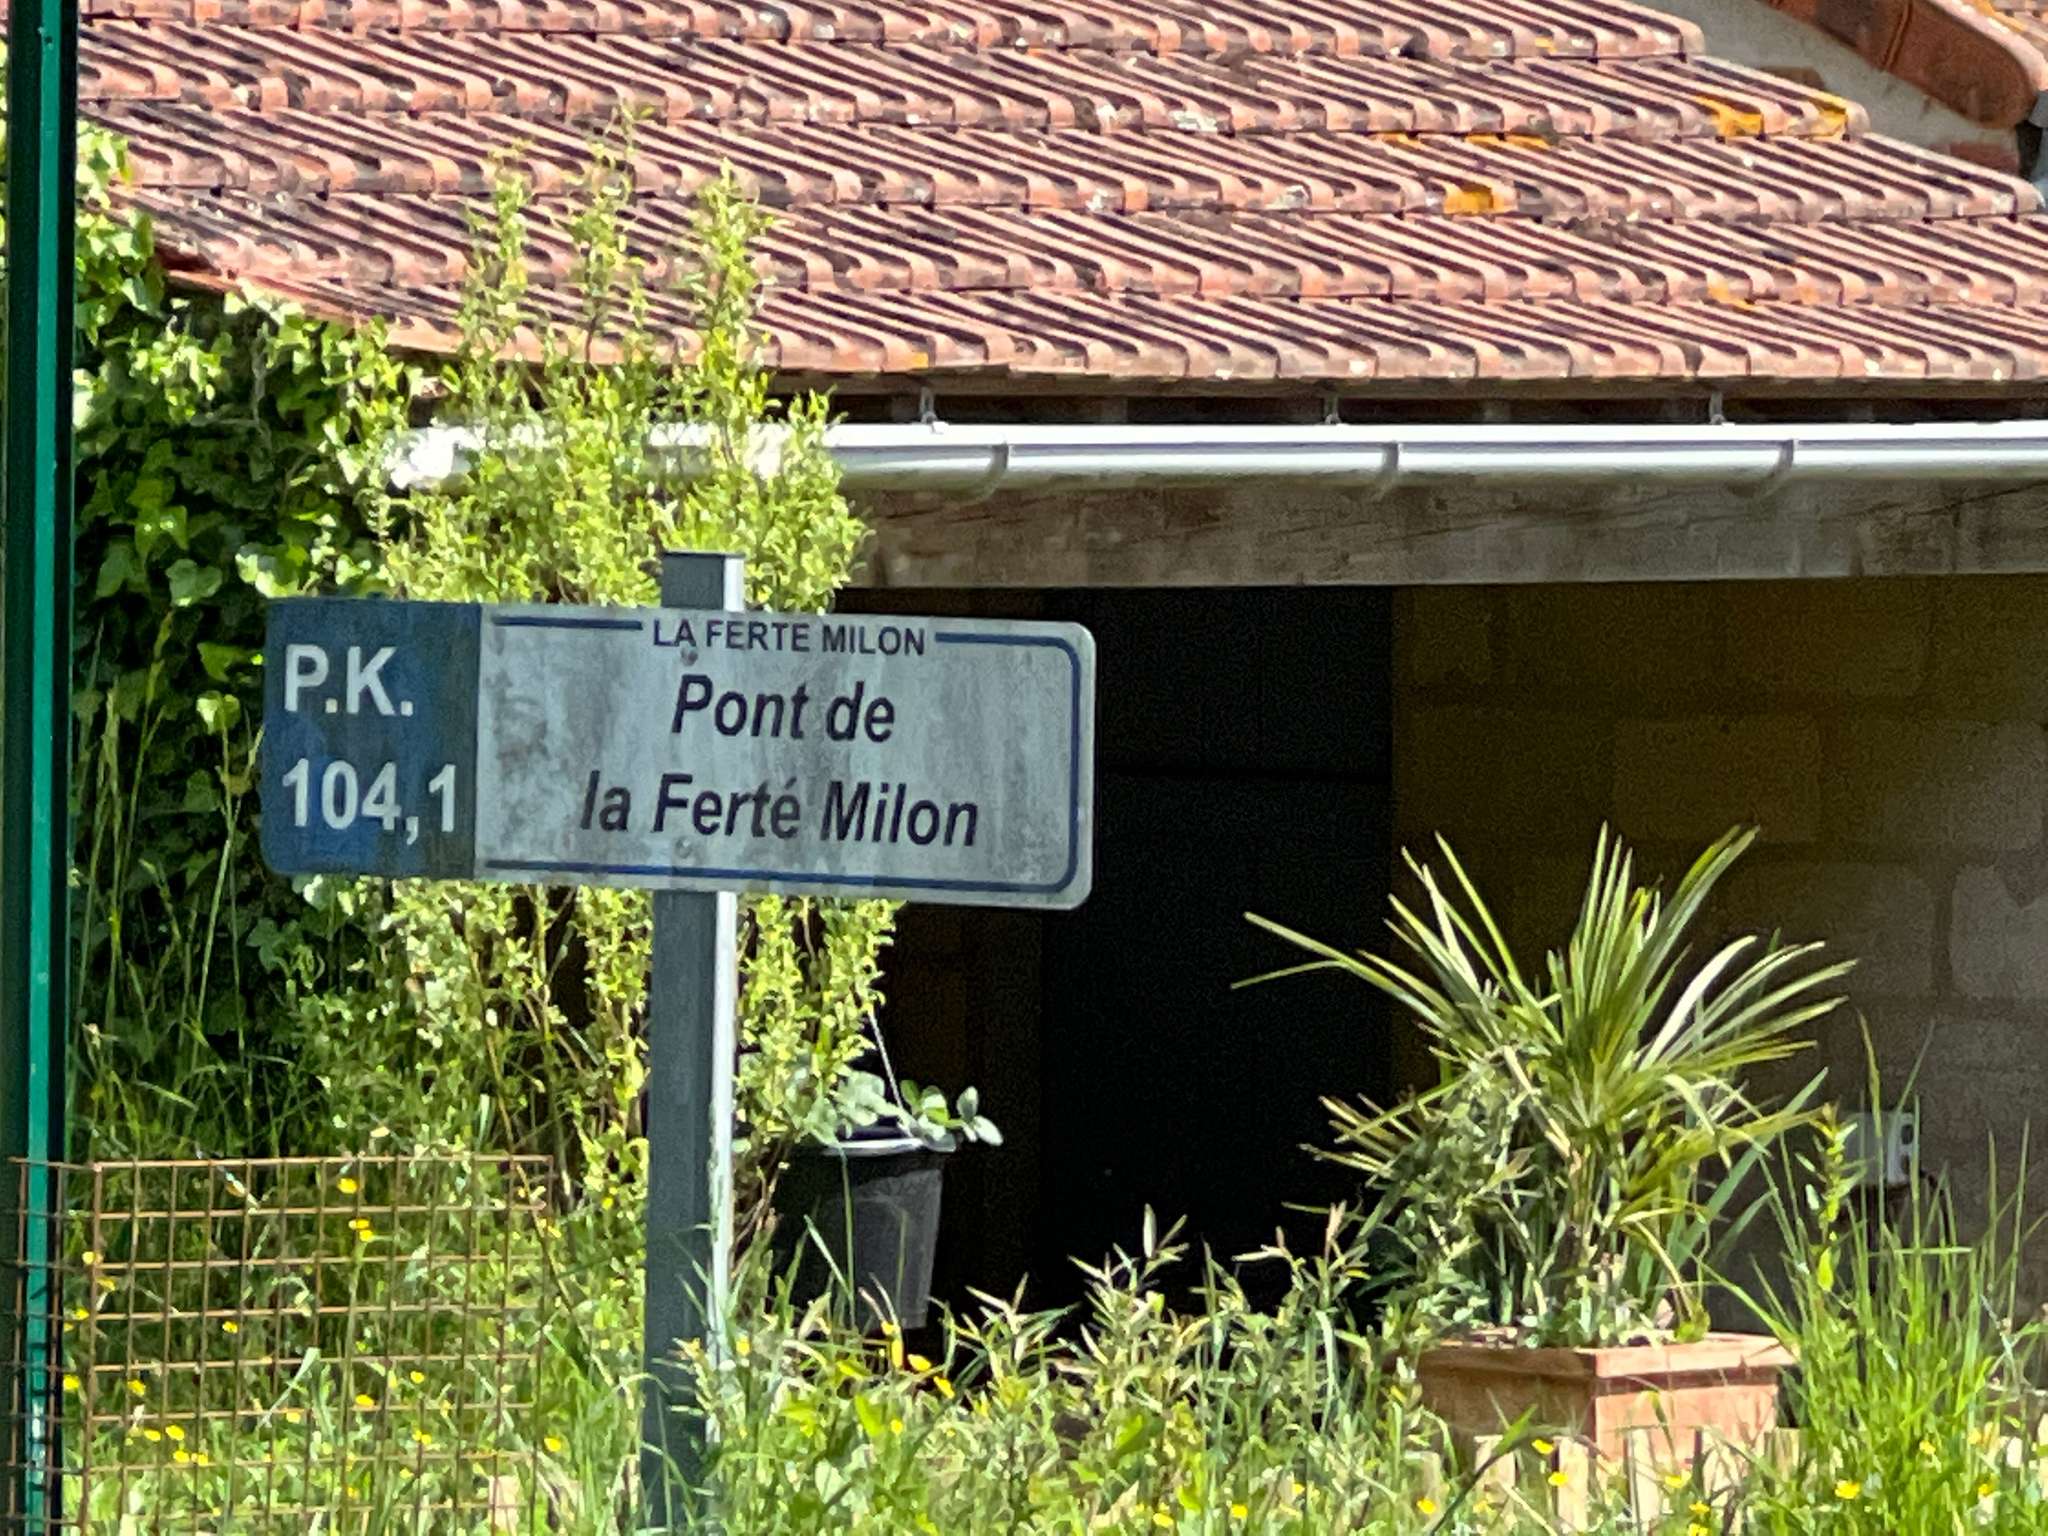 P.K.
104,1
LA FERTE MILON
Pont de
la Ferté Milon